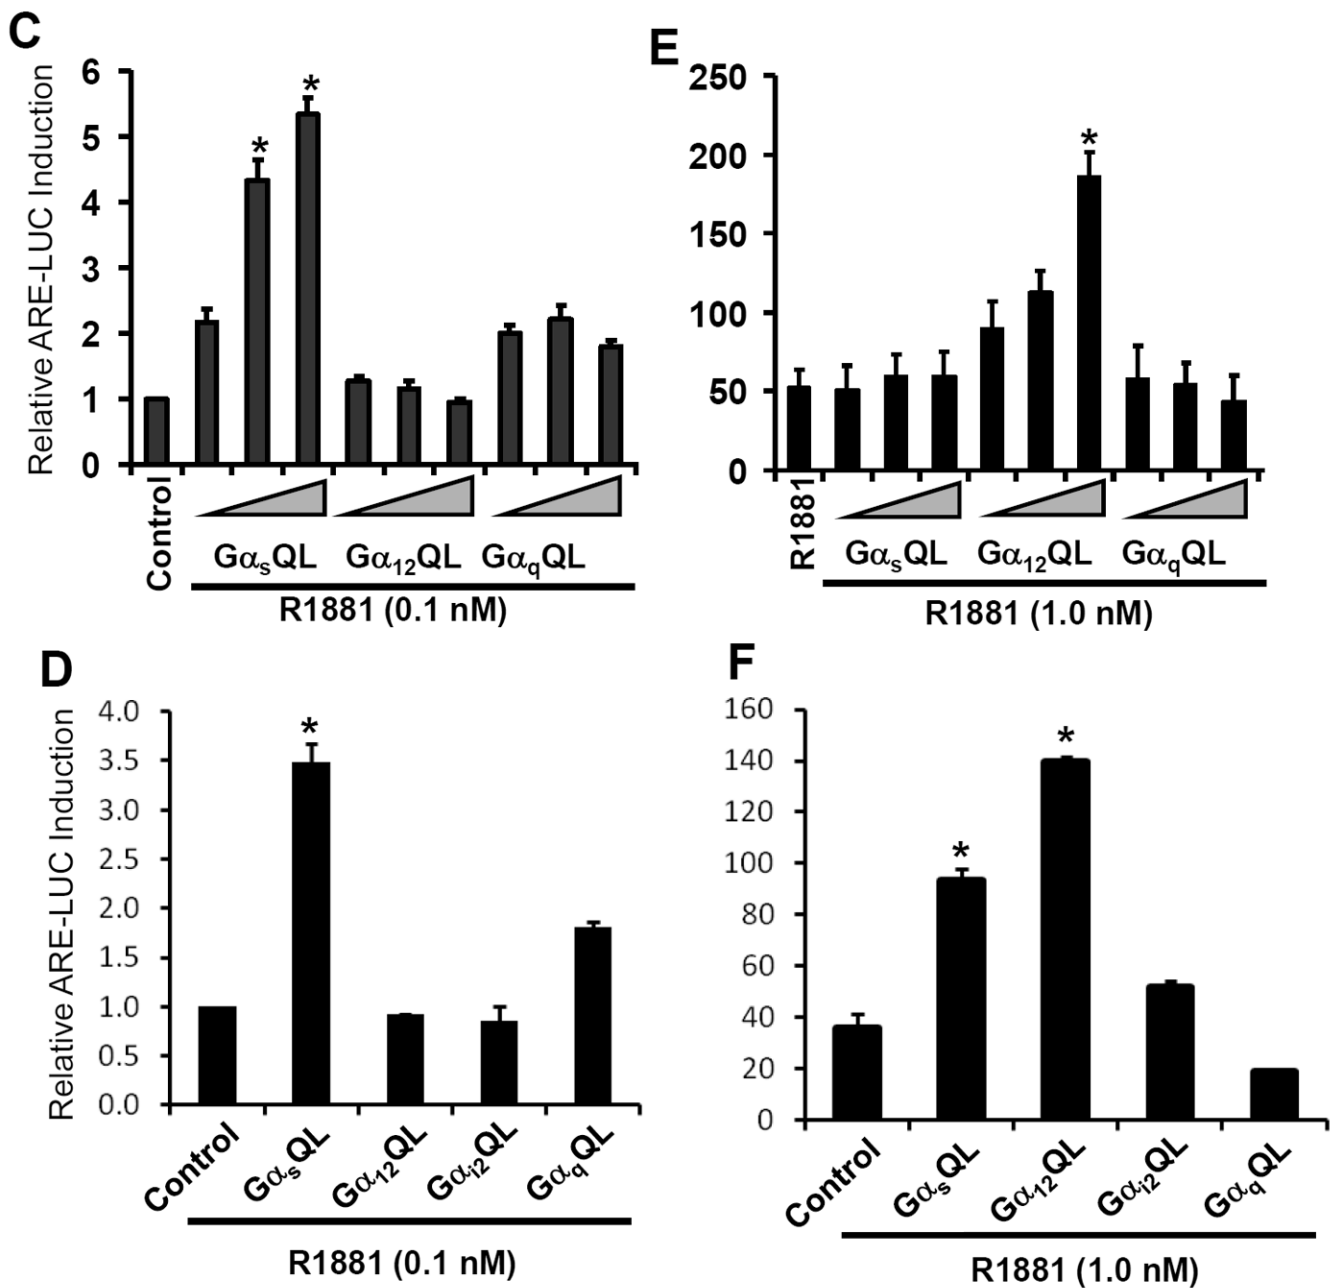 C
Relative ARE-LUC Induction
6
5
4
3
2
1
0
*
*
Control
GαsQL
Gα12QL
GαqQL
R1881 (0.1 nM)
E
250
200
150
100
50
0
*
R1881
GαsQL
Gα12QL
GαqQL
R1881 (1.0 nM)
D
Relative ARE-LUC Induction
4.0
3.5
3.0
2.5
2.0
1.5
1.0
0.5
0.0
*
Control
GαsQL
Gα12QL
Gαi2QL
GαqQL
R1881 (0.1 nM)
F
160
140
120
100
80
60
40
20
0
*
*
Control
GαsQL
Gα12QL
Gαi2QL
GαqQL
R1881 (1.0 nM)